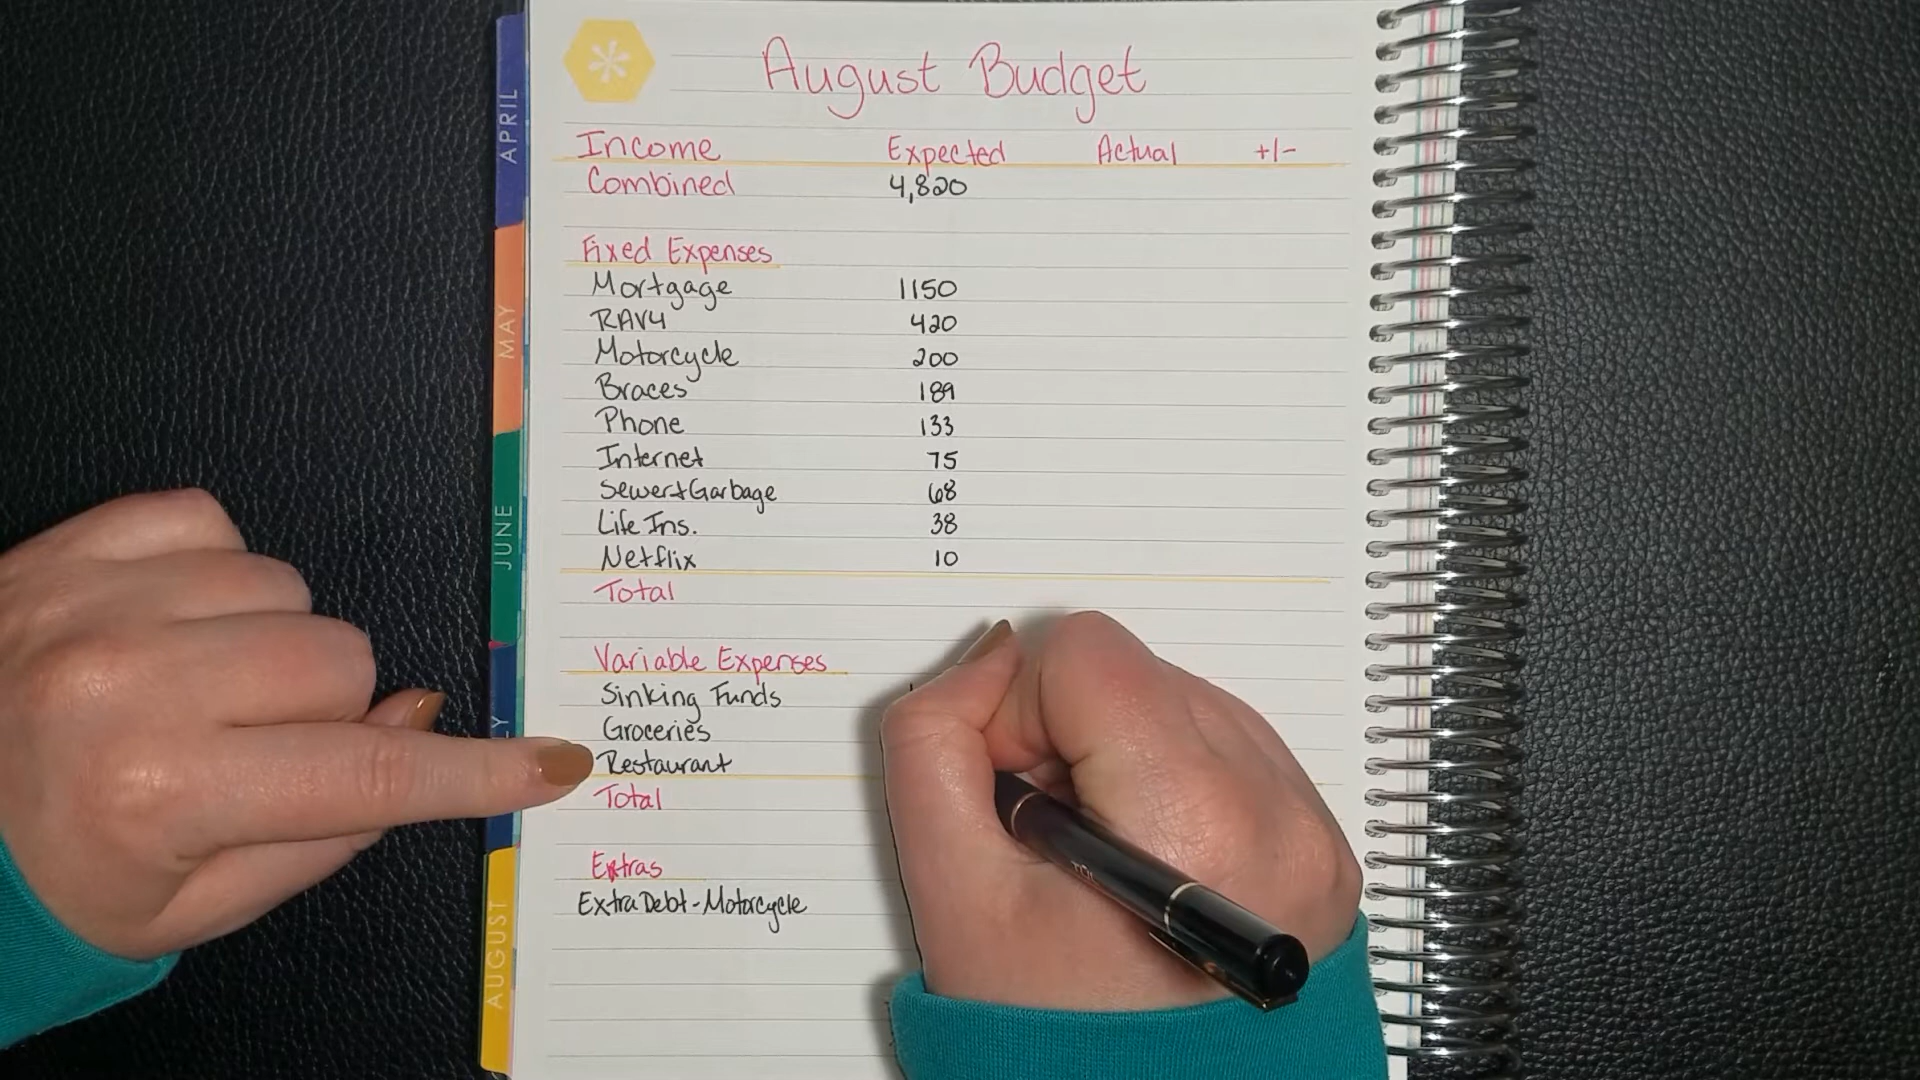 August Budget
Income Expected Actual +/-
Combined 4,820
Fixed Expenses
Mortgage 1150
RAV4 420
Motorcycle 200
Braces 189
Phone 133
Internet 75
Sewer+Garbage 68
Life Ins. 38
Netflix 10
Total
Variable Expenses
Sinking Funds
Groceries
Restaurant
Total
Extras
Extra Debt - Motorcycle
APRIL
MAY
JUNE
AUGUST